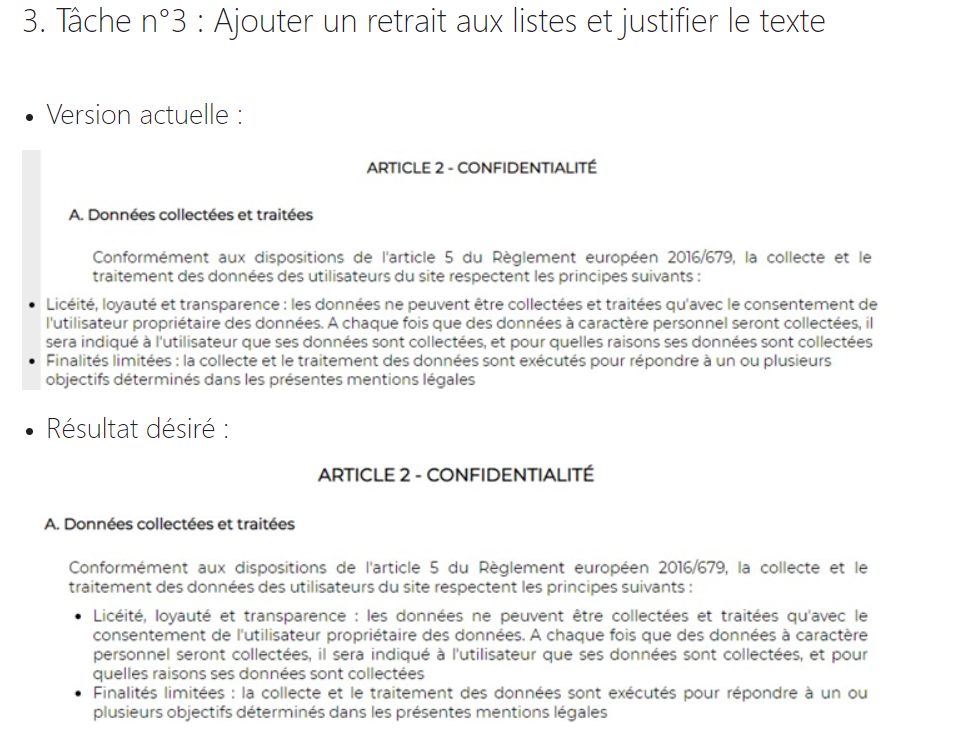 3. Tâche n°3 : Ajouter un retrait aux listes et justifier le texte
• Version actuelle :
ARTICLE 2 - CONFIDENTIALITÉ
A. Données collectées et traitées
Conformément aux dispositions de l'article 5 du Règlement européen 2016/679, la collecte et le
traitement des données des utilisateurs du site respectent les principes suivants :
• Licéité, loyauté et transparence : les données ne peuvent être collectées et traitées qu'avec le consentement de
l'utilisateur propriétaire des données. A chaque fois que des données à caractère personnel seront collectées, il
sera indiqué à l'utilisateur que ses données sont collectées, et pour quelles raisons ses données sont collectées
• Finalités limitées : la collecte et le traitement des données sont exécutés pour répondre à un ou plusieurs
objectifs déterminés dans les présentes mentions légales
• Résultat désiré :
ARTICLE 2 - CONFIDENTIALITÉ
A. Données collectées et traitées
Conformément aux dispositions de l'article 5 du Règlement européen 2016/679, la collecte et le
traitement des données des utilisateurs du site respectent les principes suivants :
• Licéité, loyauté et transparence : les données ne peuvent être collectées et traitées qu'avec le
consentement de l'utilisateur propriétaire des données. A chaque fois que des données à caractère
personnel seront collectées, il sera indiqué à l'utilisateur que ses données sont collectées, et pour
quelles raisons ses données sont collectées
• Finalités limitées : la collecte et le traitement des données sont exécutés pour répondre à un ou
plusieurs objectifs déterminés dans les présentes mentions légales